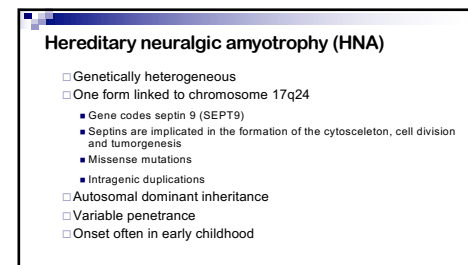 Hereditary neuralgic amyotrophy (HNA)
Genetically heterogeneous
One form linked to chromosome 17q24
Gene codes septin 9 (SEPT9)
Septins are implicated in the formation of the cytosceleton, cell division
and tumorgenesis
Missense mutations
Intragenic duplications
Autosomal dominant inheritance
Variable penetrance
Onset often in early childhood